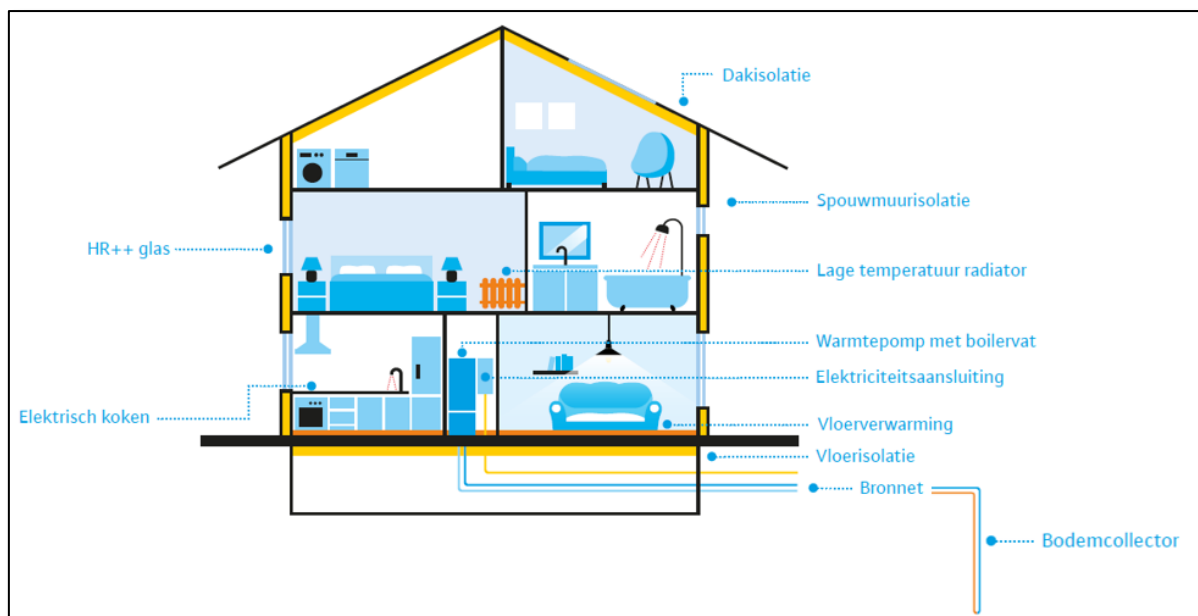 Dakisolatie
Spouwmuurisolatie
HR++ glas
Lage temperatuur radiator
Warmtepomp met boilervat
Elektriciteitsaansluiting
Elektrisch koken
Vloerverwarming
Vloerisolatie
Bronnet
Bodemcollector